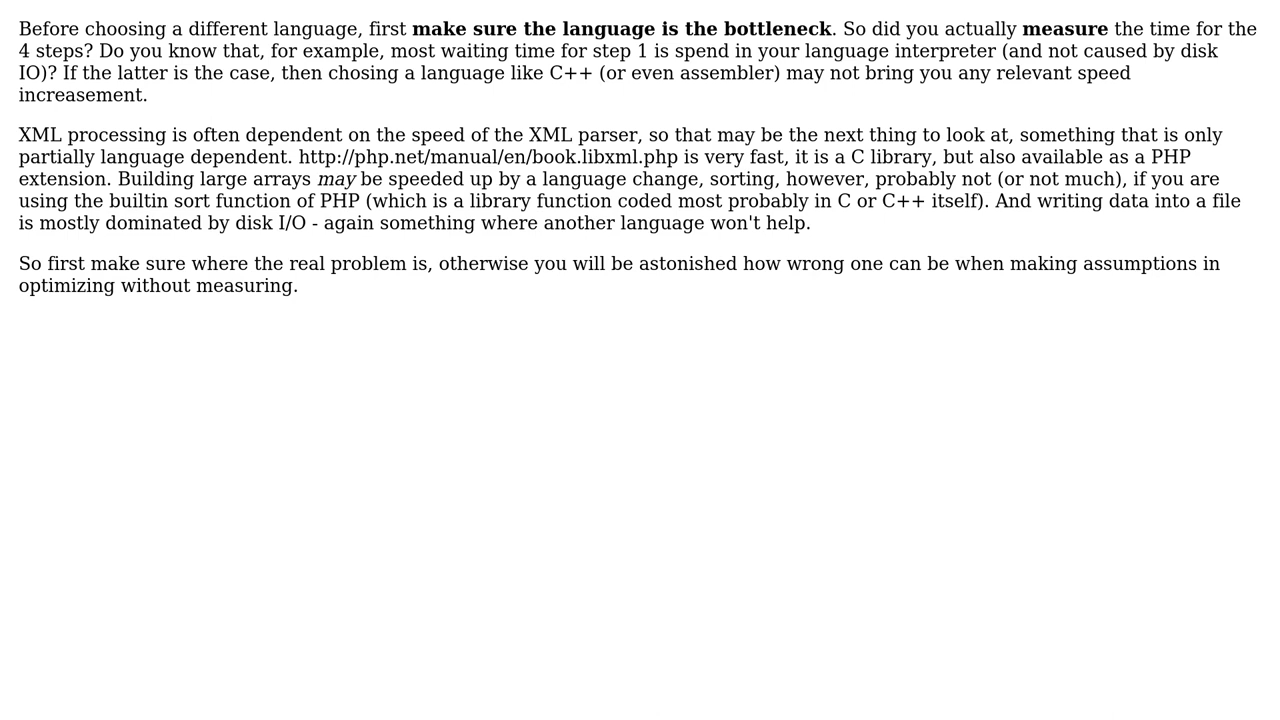 Before choosing a different language, first make sure the language is the bottleneck. So did you actually measure the time for the
4 steps? Do you know that, for example, most waiting time for step 1 is spend in your language interpreter (and not caused by disk
IO)? If the latter is the case, then chosing a language like C++ (or even assembler) may not bring you any relevant speed
increasement.
XML processing is often dependent on the speed of the XML parser, so that may be the next thing to look at, something that is only
partially language dependent. http://php.net/manual/en/book.libxml.php is very fast, it is a C library, but also available as a PHP
extension. Building large arrays may be speeded up by a language change, sorting, however, probably not (or not much), if you are
using the builtin sort function of PHP (which is a library function coded most probably in C or C++ itself). And writing data into a file
is mostly dominated by disk I/O - again something where another language won't help.
So first make sure where the real problem is, otherwise you will be astonished how wrong one can be when making assumptions in
optimizing without measuring.